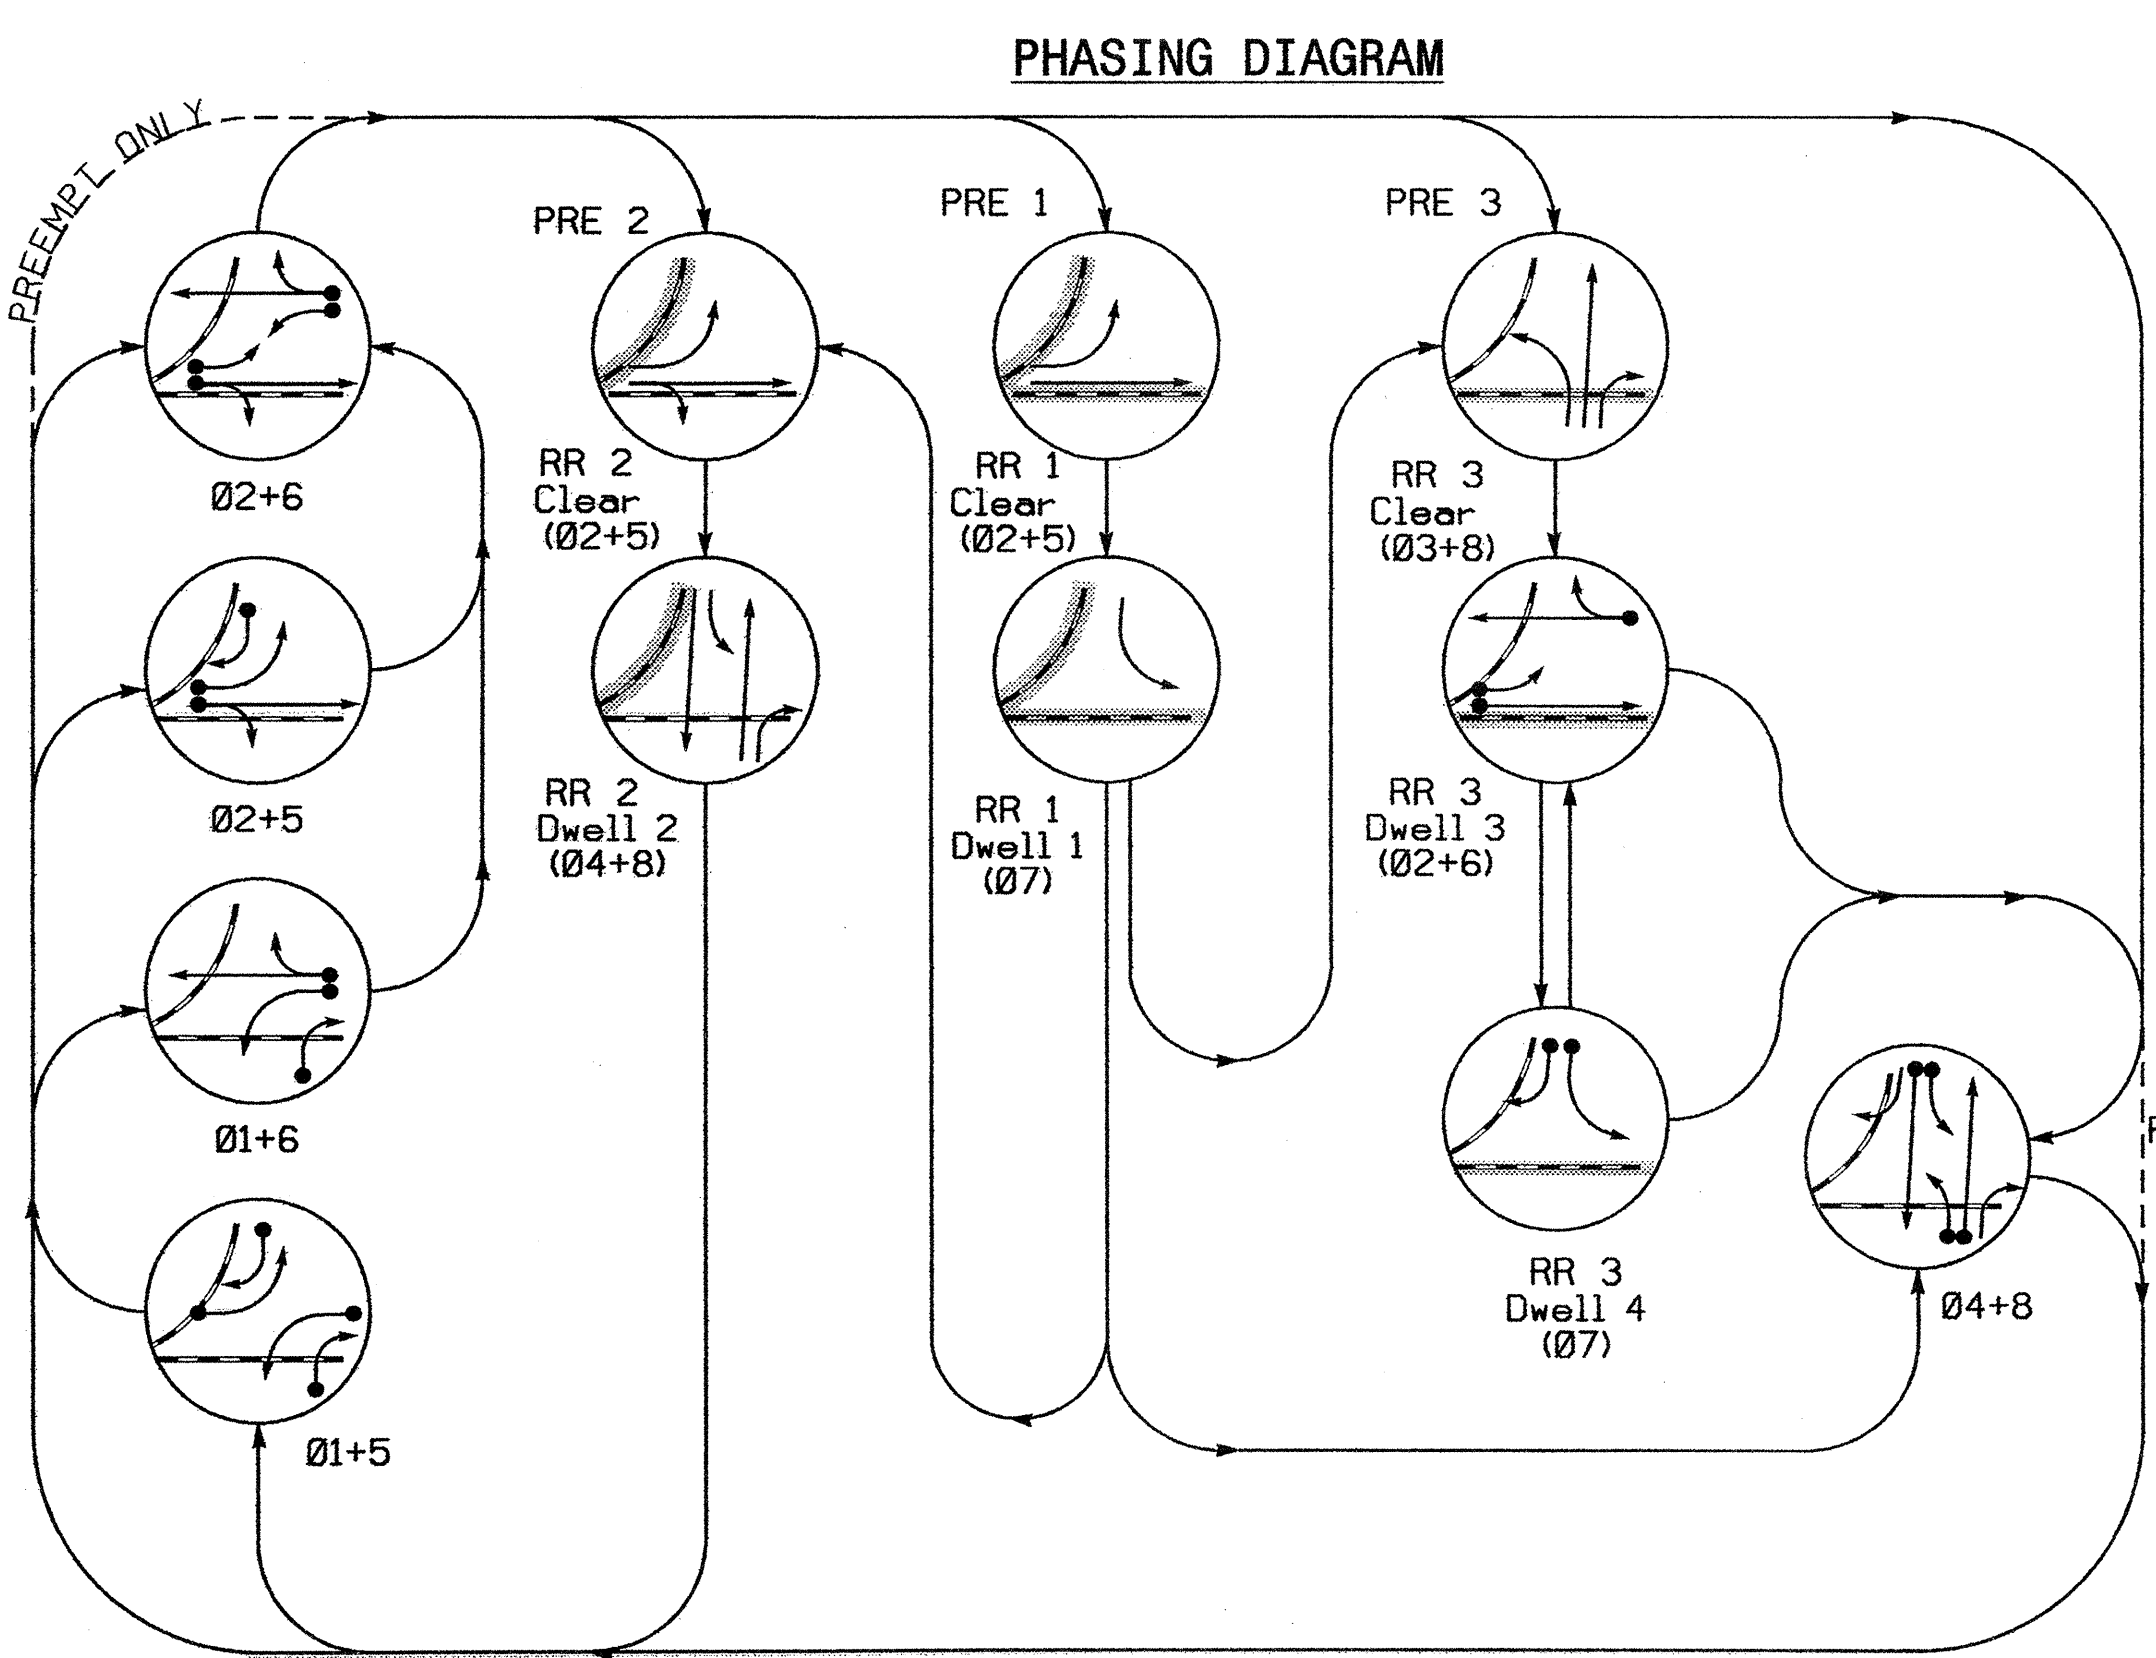 PHASING DIAGRAM
PREEMPT ONLY
PRE 2
PRE 1
PRE 3
Ø2+6
RR 2
Clear
(Ø2+5)
RR 1
Clear
(Ø2+5)
RR 3
Clear
(Ø3+8)
Ø2+5
RR 2
Dwell 2
(Ø4+8)
RR 1
Dwell 1
(Ø7)
RR 3
Dwell 3
(Ø2+6)
Ø1+6
RR 3
Dwell 4
(Ø7)
Ø4+8
Ø1+5